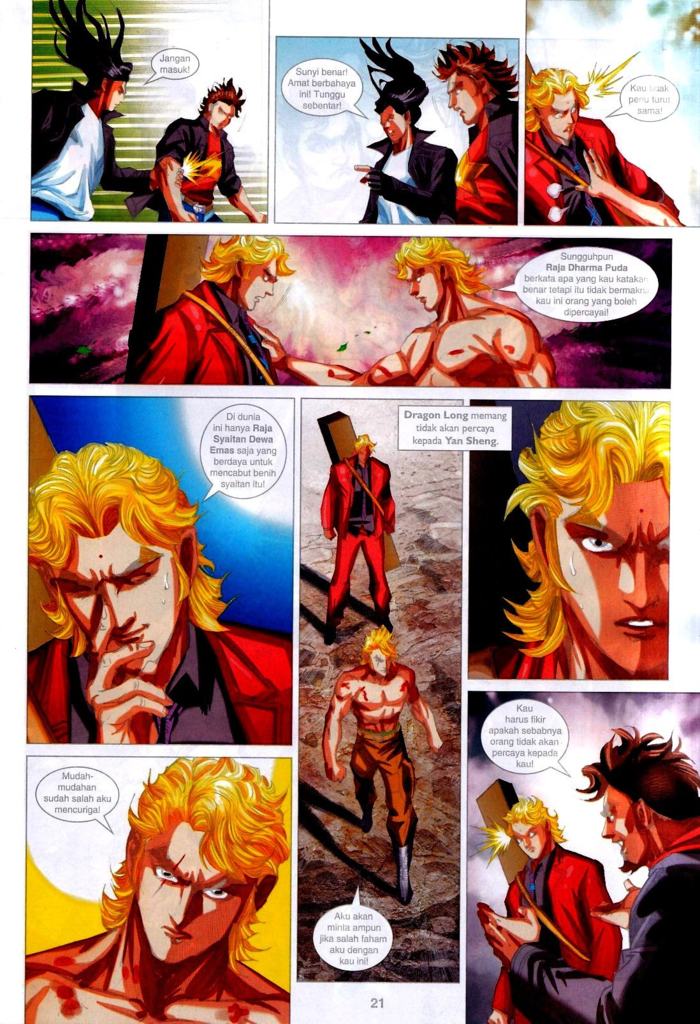 Jangan
masuk!
Sunyi benar!
Amat berbahaya
ini! Tunggu
sebentar!
Kau tidak
perlu turut
sama!
Sungguhpun
Raja Dharma Puda
berkata apa yang kau katakan
benar tetapi itu tidak bermakna
kau ini orang yang boleh
dipercayai!
Di dunia
ini hanya Raja
Syaitan Dewa
Emas saja yang
berdaya untuk
mencabut benih
syaitan itu!
Dragon Long memang
tidak akan percaya
kepada Yan Sheng.
Kau
harus fikir
apakah sebabnya
orang tidak akan
percaya kepada
kau!
Mudah-
mudahan
sudah salah aku
mencuriga!
Aku akan
minta ampun
jika salah faham
aku dengan
kau ini!
21